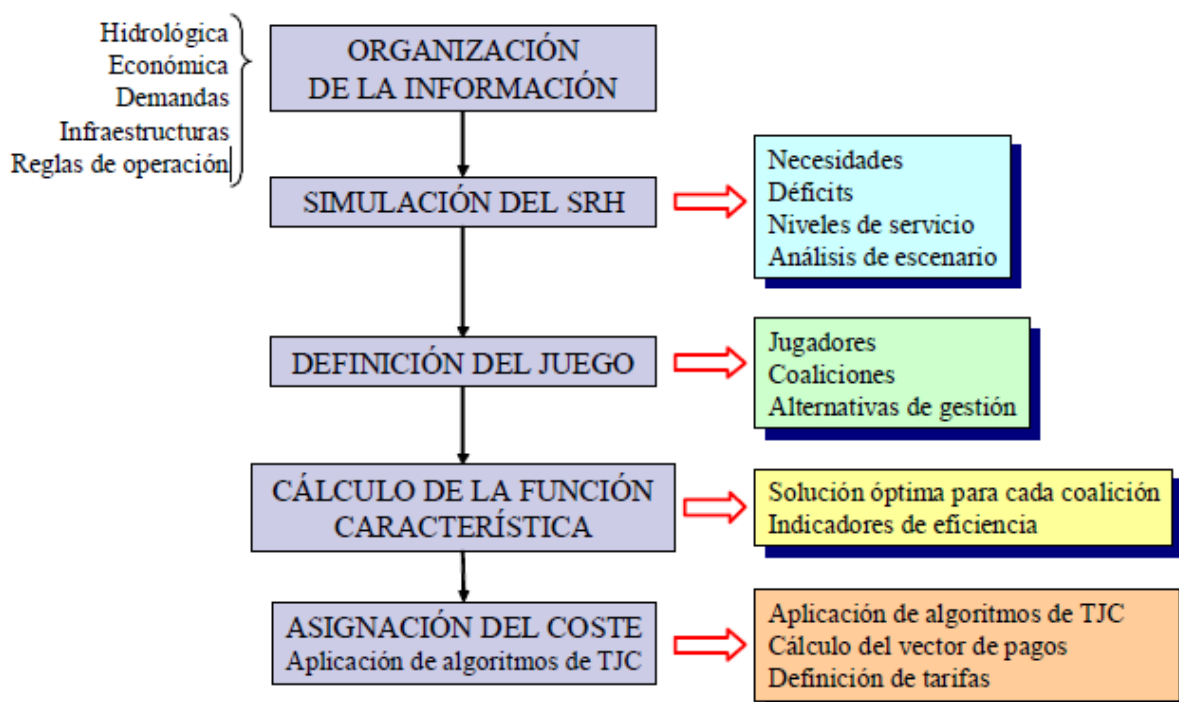 Hidrológica
Económica
Demandas
Infraestructuras
Reglas de operación
ORGANIZACIÓN
DE LA INFORMACIÓN
SIMULACIÓN DEL SRH
Necesidades
Déficits
Niveles de servicio
Análisis de escenario
DEFINICIÓN DEL JUEGO
Jugadores
Coaliciones
Alternativas de gestión
CÁLCULO DE LA FUNCIÓN
CARACTERÍSTICA
Solución óptima para cada coalición
Indicadores de eficiencia
ASIGNACIÓN DEL COSTE
Aplicación de algoritmos de TJC
Aplicación de algoritmos de TJC
Cálculo del vector de pagos
Definición de tarifas